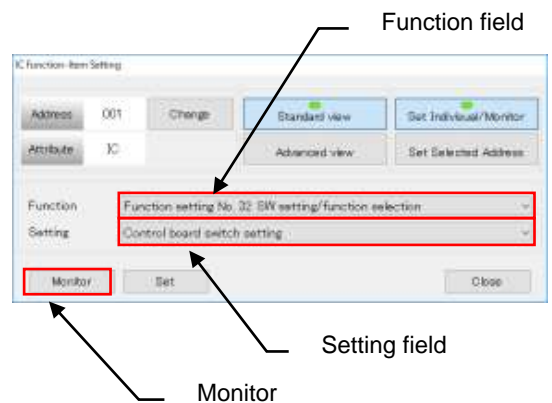 Function field
IC function-item Setting
Address 001 Change Standard view Set Indivisual/Monitor
Attribute IC Advanced view Set Selected Address
Function Function setting No. 32 SW setting/function selection
Setting Control board switch setting
Monitor Set Close
Setting field
Monitor